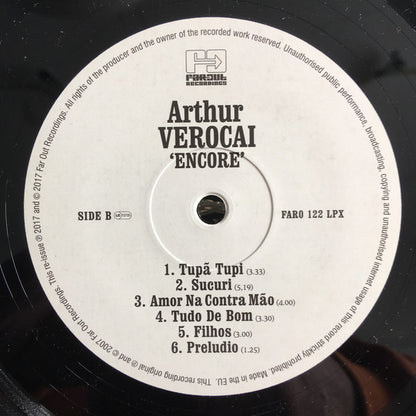 FAROUT
RECORDINGS
Arthur
VEROCAI
'ENCORE'
SIDE B
FARO 122 LPX
1. Tupã Tupi (3.33)
2. Sucuri (5.19)
3. Amor Na Contra Mão (4.00)
4. Tudo De Bom (3.30)
5. Filhos (3.00)
6. Preludio (1.25)
This recording original ℗ and © 2007 Far Out Recordings. This re-issue ℗ 2017 and © 2017 Far Out Recordings. All rights of the producer and the owner of the recorded work reserved. Unauthorised public performance, broadcasting, copying and unauthorised internet usage of this record strictly prohibited. Made in the EU.